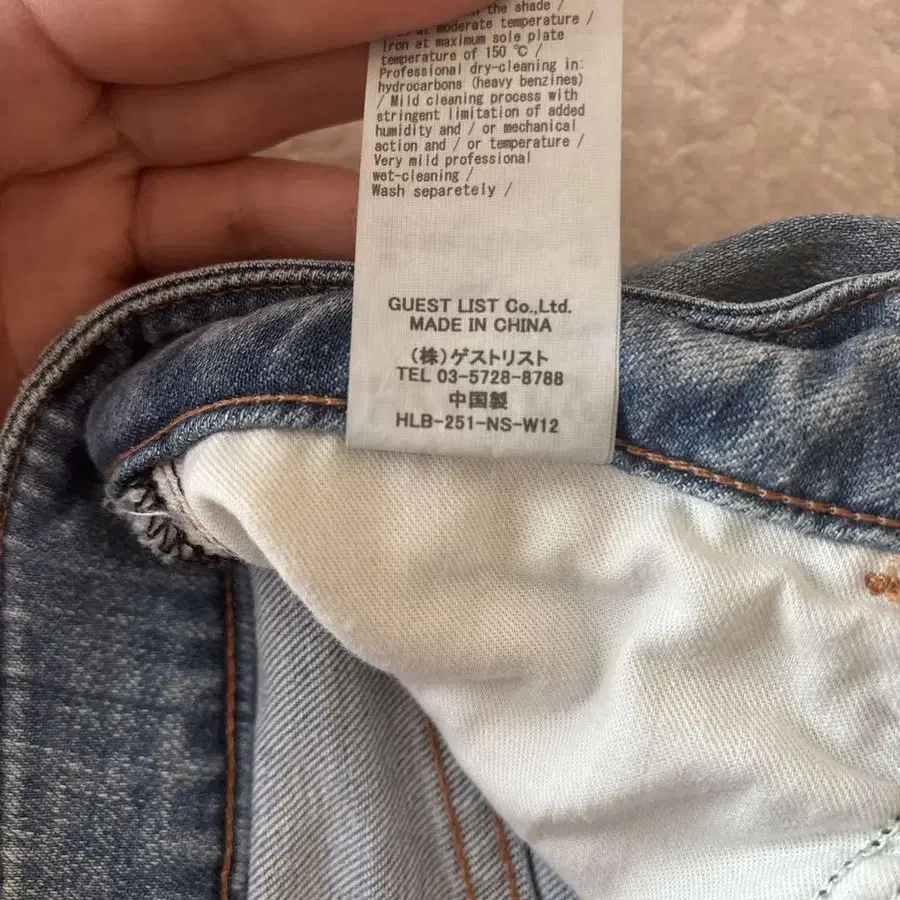 the shade /
at moderate temperature /
Iron at maximum sole plate
temperature of 150 ℃ /
Professional dry-cleaning in:
hydrocarbons (heavy benzines)
/ Mild cleaning process with
stringent limitation of added
humidity and / or mechanical
action and / or temperature /
Very mild professional
wet-cleaning /
Wash separetely /
GUEST LIST Co.,Ltd.
MADE IN CHINA
(株)ゲストリスト
TEL 03-5728-8788
中国製
HLB-251-NS-W12